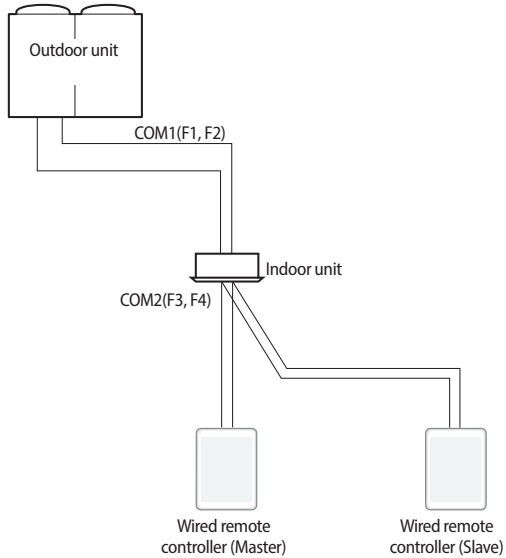 Outdoor unit
COM1(F1, F2)
Indoor unit
COM2(F3, F4)
Wired remote
controller (Master)
Wired remote
controller (Slave)